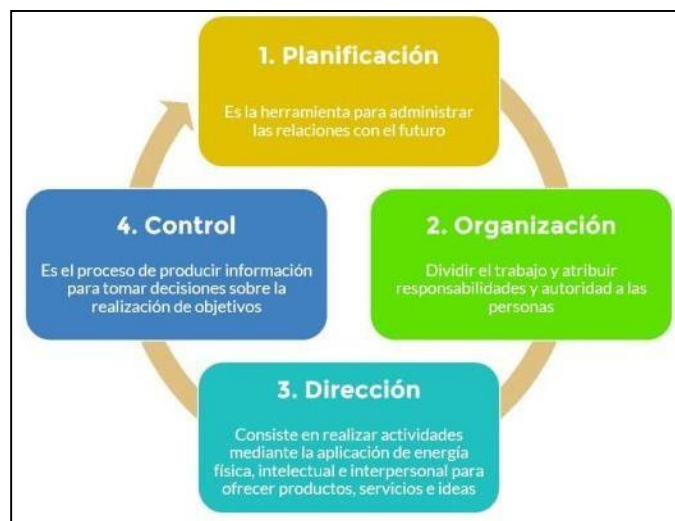 1. Planificación
Es la herramienta para administrar
las relaciones con el futuro
2. Organización
Dividir el trabajo y atribuir
responsabilidades y autoridad a las
personas
3. Dirección
Consiste en realizar actividades
mediante la aplicación de energía
física, intelectual e interpersonal para
ofrecer productos, servicios e ideas
4. Control
Es el proceso de producir información
para tomar decisiones sobre la
realización de objetivos